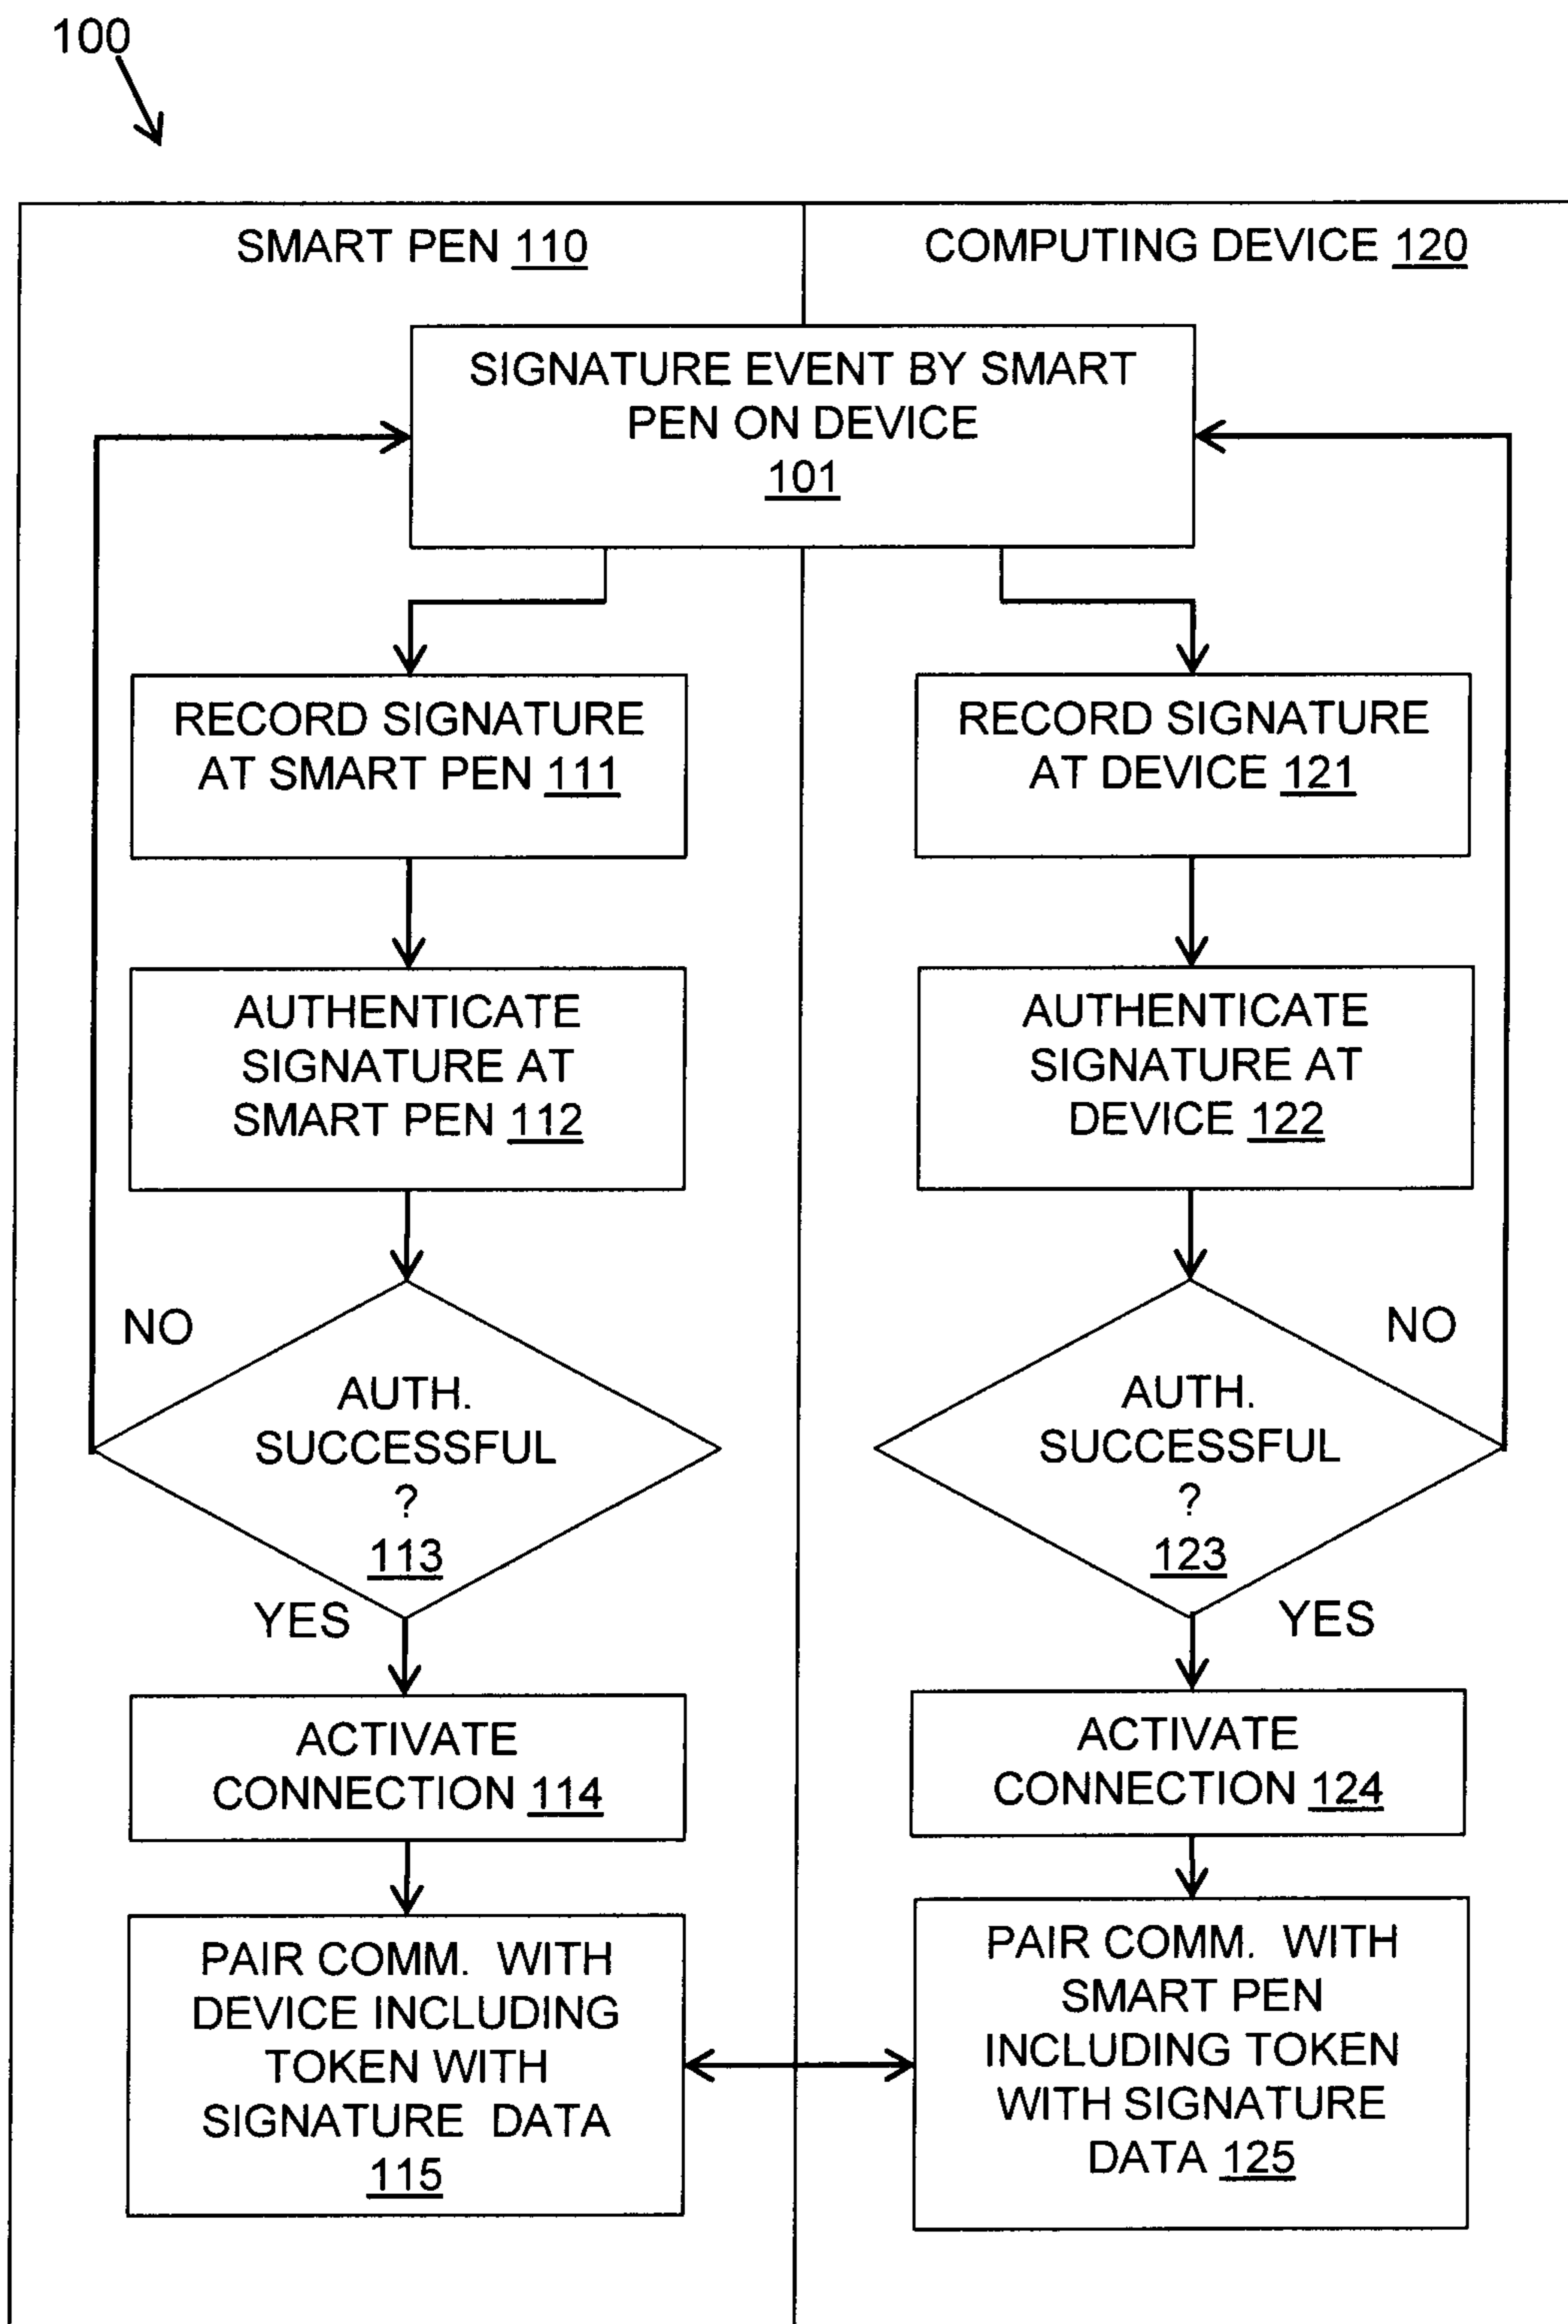 100
SMART PEN 110
COMPUTING DEVICE 120
SIGNATURE EVENT BY SMART
PEN ON DEVICE
101
RECORD SIGNATURE
AT SMART PEN 111
RECORD SIGNATURE
AT DEVICE 121
AUTHENTICATE
SIGNATURE AT
SMART PEN 112
AUTHENTICATE
SIGNATURE AT
DEVICE 122
NO
AUTH.
SUCCESSFUL
?
113
NO
AUTH.
SUCCESSFUL
?
123
YES
YES
ACTIVATE
CONNECTION 114
ACTIVATE
CONNECTION 124
PAIR COMM. WITH
DEVICE INCLUDING
TOKEN WITH
SIGNATURE DATA
115
PAIR COMM. WITH
SMART PEN
INCLUDING TOKEN
WITH SIGNATURE
DATA 125